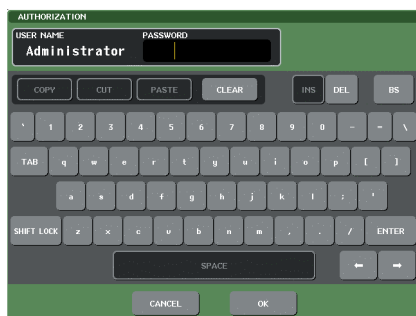 AUTHORIZATION
USER NAME PASSWORD
Administrator
COPY CUT PASTE CLEAR INS DEL BS
` 1 2 3 4 5 6 7 8 9 0 - = \
TAB q w e r t y u i o p [ ]
a s d f g h j k l ; '
SHIFT LOCK z x c v b n m , . / ENTER
SPACE ← →
CANCEL OK